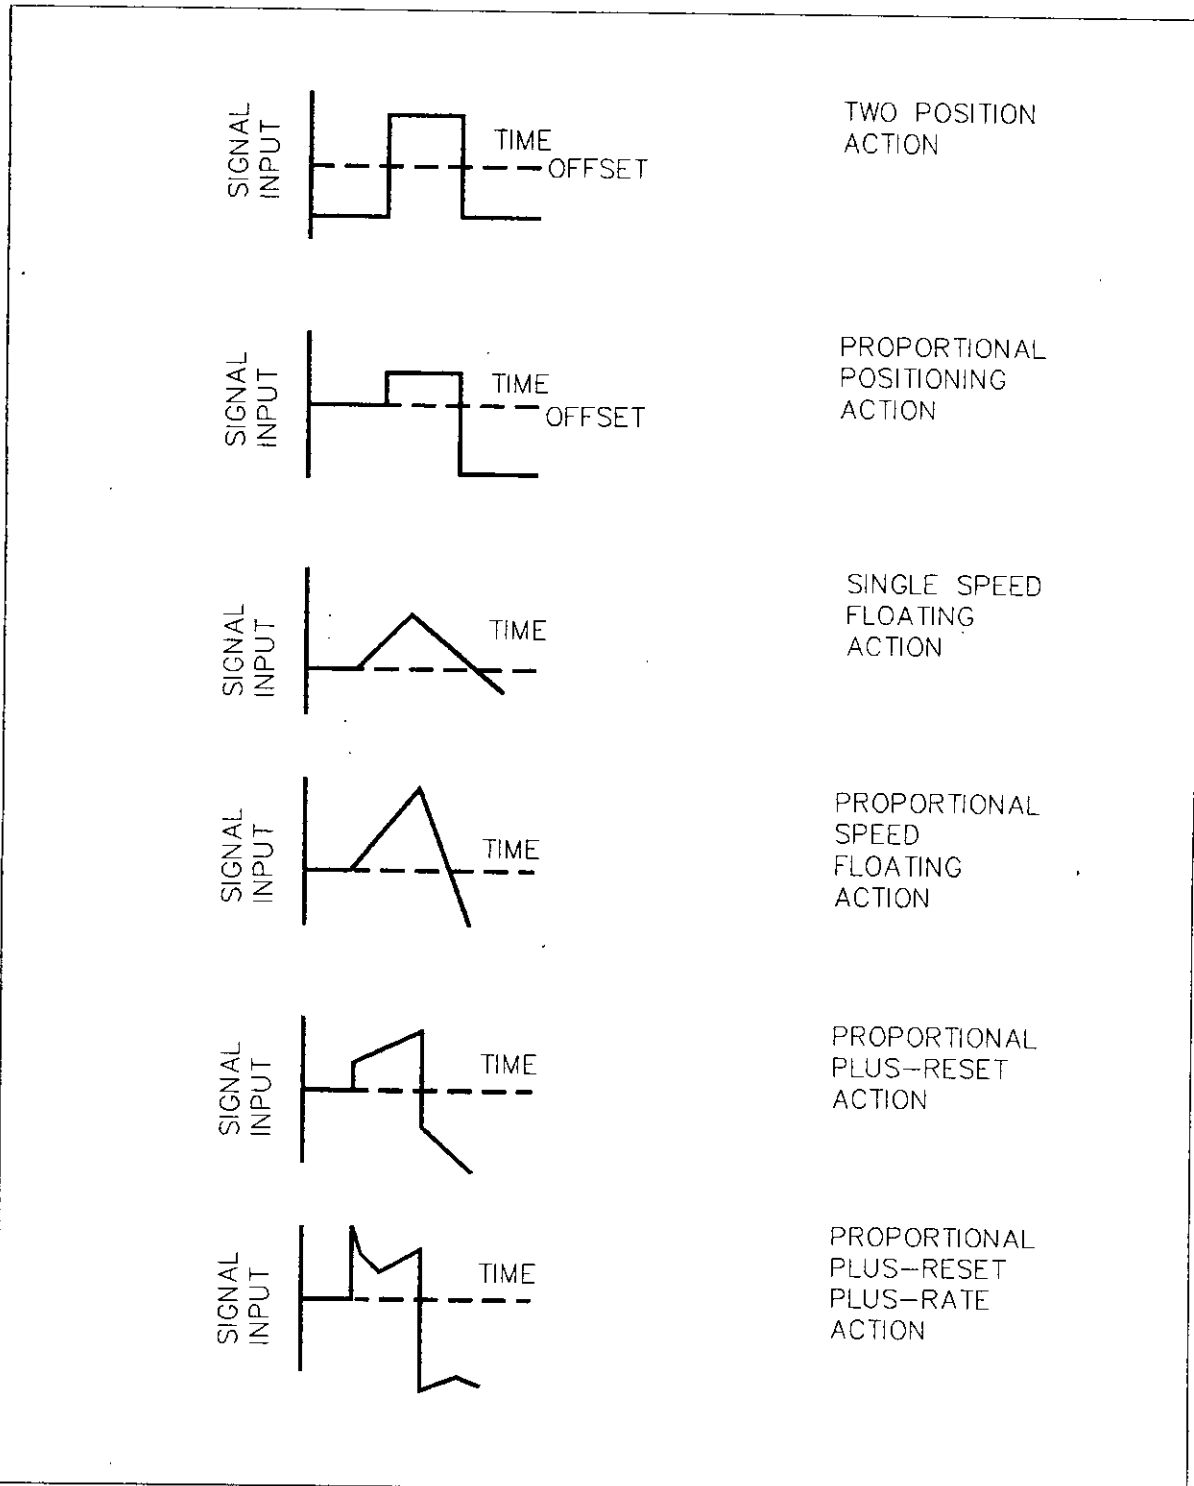 SIGNAL
INPUT
TIME
OFFSET
TWO POSITION
ACTION
SIGNAL
INPUT
TIME
OFFSET
PROPORTIONAL
POSITIONING
ACTION
SIGNAL
INPUT
TIME
SINGLE SPEED
FLOATING
ACTION
SIGNAL
INPUT
TIME
PROPORTIONAL
SPEED
FLOATING
ACTION
SIGNAL
INPUT
TIME
PROPORTIONAL
PLUS-RESET
ACTION
SIGNAL
INPUT
TIME
PROPORTIONAL
PLUS-RESET
PLUS-RATE
ACTION